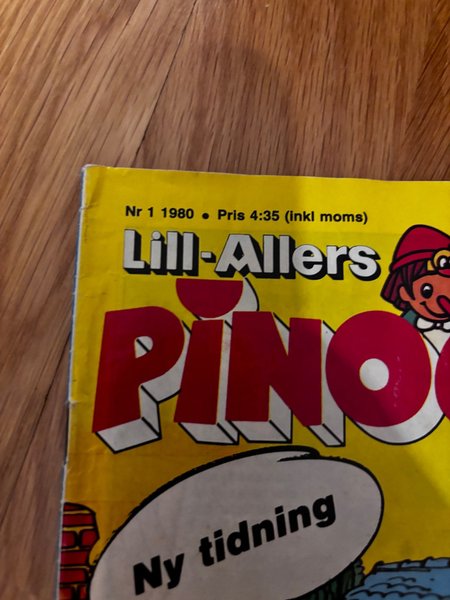 Nr 1 1980 • Pris 4:35 (inkl moms)
Lill-Allers
PINO
Ny tidning